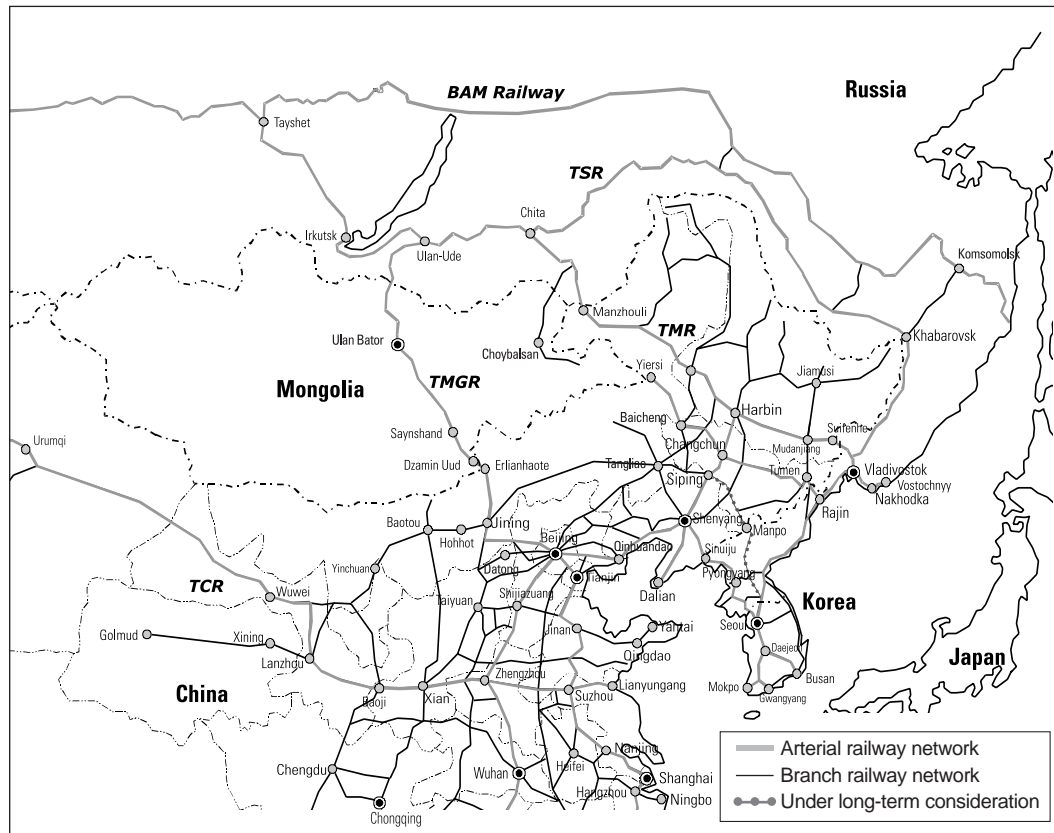 BAM Railway
Russia
Tayshet
TSR
Chita
Irkutsk
Ulan-Ude
Komsomolsk
Manzhouli
Khabarovsk
Ulan Bator
Choybalsan
TMR
Yiersi
Jiamusi
Mongolia
TMGR
Baicheng
Harbin
Saynshand
Suifenhe
Urumqi
Mudanjiang
Changchun
Dzamin Uud
Erlianhaote
Tangliao
Siping
Tumen
Vladivostok
Vostochnyy
Nakhodka
Rajin
Baotou
Jining
Shenyang
Manpo
Hohhot
Beijing
Qinhuandao
Sinuiju
Datong
Yinchuan
Tianjin
Pyongyang
TCR
Wuwei
Dalian
Taiyuan
Shijiazuang
Korea
Golmud
Xining
Jinan
Yantai
Seoul
Lanzhou
Qingdao
Daejeo
Japan
Zhengzhou
Busan
China
Baoji
Xian
Suzhou
Lianyungang
Mokpo
Gwangyang
Nanjing
Arterial railway network
Chengdu
Wuhan
Heifei
Shanghai
Branch railway network
Hangzhou
Ningbo
Under long-term consideration
Chongqing